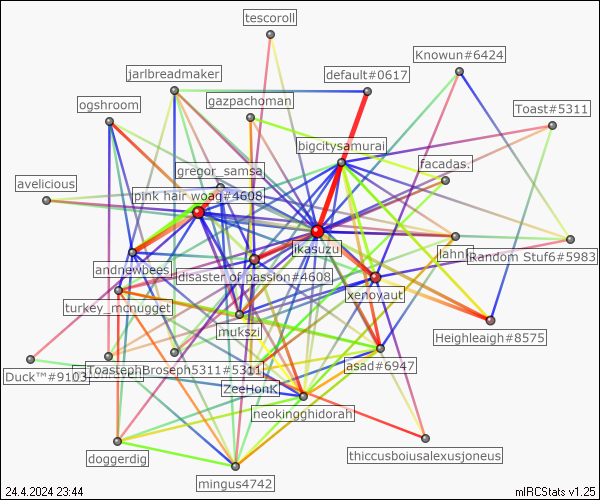 tescoroll
Knowun#6424
jarlbreadmaker
default#0617
ogshroom
gazpachoman
Toast#5311
bigcitysamurai
facadas.
gregor_samsa
avelicious
pink hair woag#4608
ikasuzu
lahn
Random Stuf6#5983
andnewbees
disaster of passion#4608
xenoyaut
turkey_mcnugget
mukszi
Heighleaigh#8575
asad#6947
Duck™#9103
ToastephBroseph5311#5311
ZeeHonK
neokingghidorah
doggerdig
thiccusboiusalexusjoneus
mingus4742
24.4.2024 23:44
mIRCStats v1.25